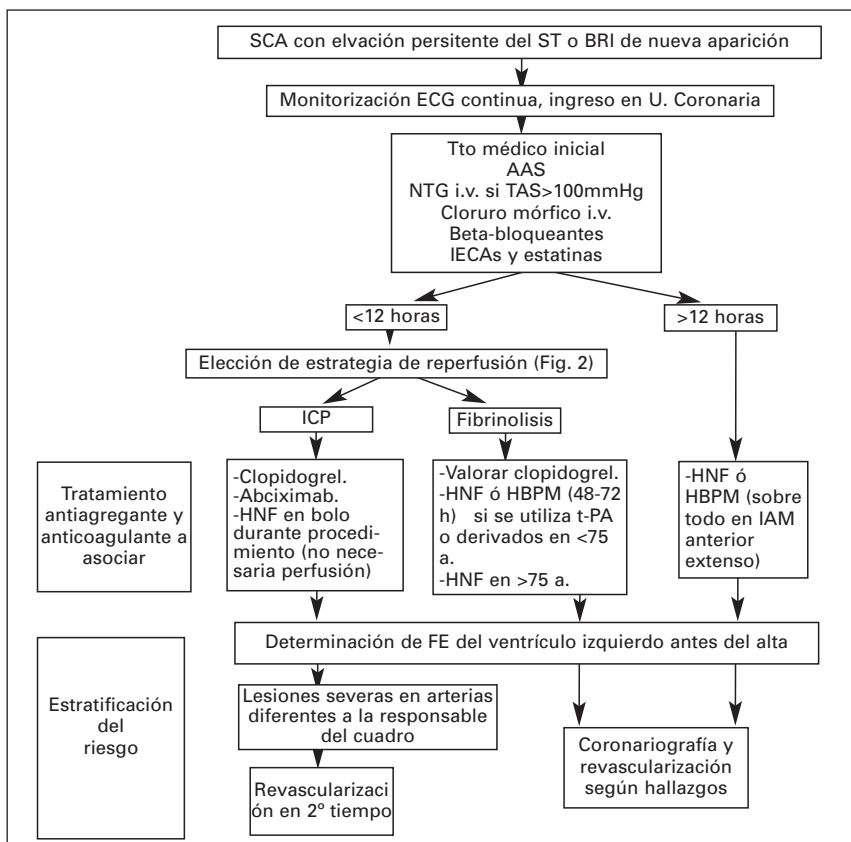 SCA con elvación persitente del ST o BRI de nueva aparición
Monitorización ECG continua, ingreso en U. Coronaria
Tto médico inicial
AAS
NTG i.v. si TAS>100mmHg
Cloruro mórfico i.v.
Beta-bloqueantes
IECAs y estatinas
<12 horas
>12 horas
Elección de estrategia de reperfusión (Fig. 2)
ICP
Fibrinolisis
Tratamiento
antiagregante y
anticoagulante a
asociar
-Clopidogrel.
-Abciximab.
-HNF en bolo
durante procedi-
miento (no nece-
saria perfusión)
-Valorar clopidogrel.
-HNF ó HBPM (48-72
h) si se utiliza t-PA
o derivados en <75
a.
-HNF en >75 a.
-HNF ó
HBPM (sobre
todo en IAM
anterior
extenso)
Determinación de FE del ventrículo izquierdo antes del alta
Estratificación
del
riesgo
Lesiones severas en arterias
diferentes a la responsable
del cuadro
Revascularizaci
ón en 2º tiempo
Coronariografía y
revascularización
según hallazgos